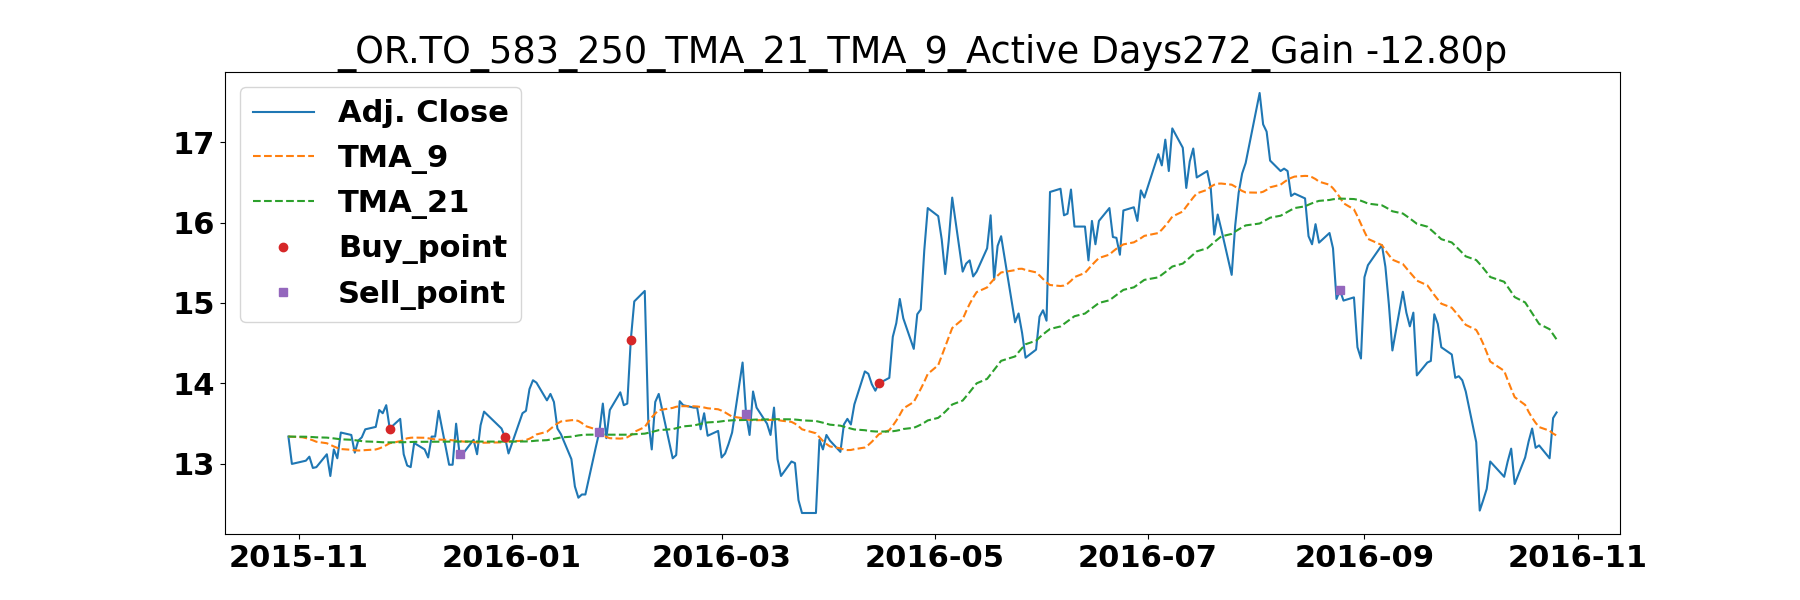 _OR.TO_583_250_TMA_21_TMA_9_Active Days272_Gain -12.80p
Adj. Close
TMA_9
TMA_21
Buy_point
Sell_point
17
16
15
14
13
2015-11 2016-01 2016-03 2016-05 2016-07 2016-09 2016-11